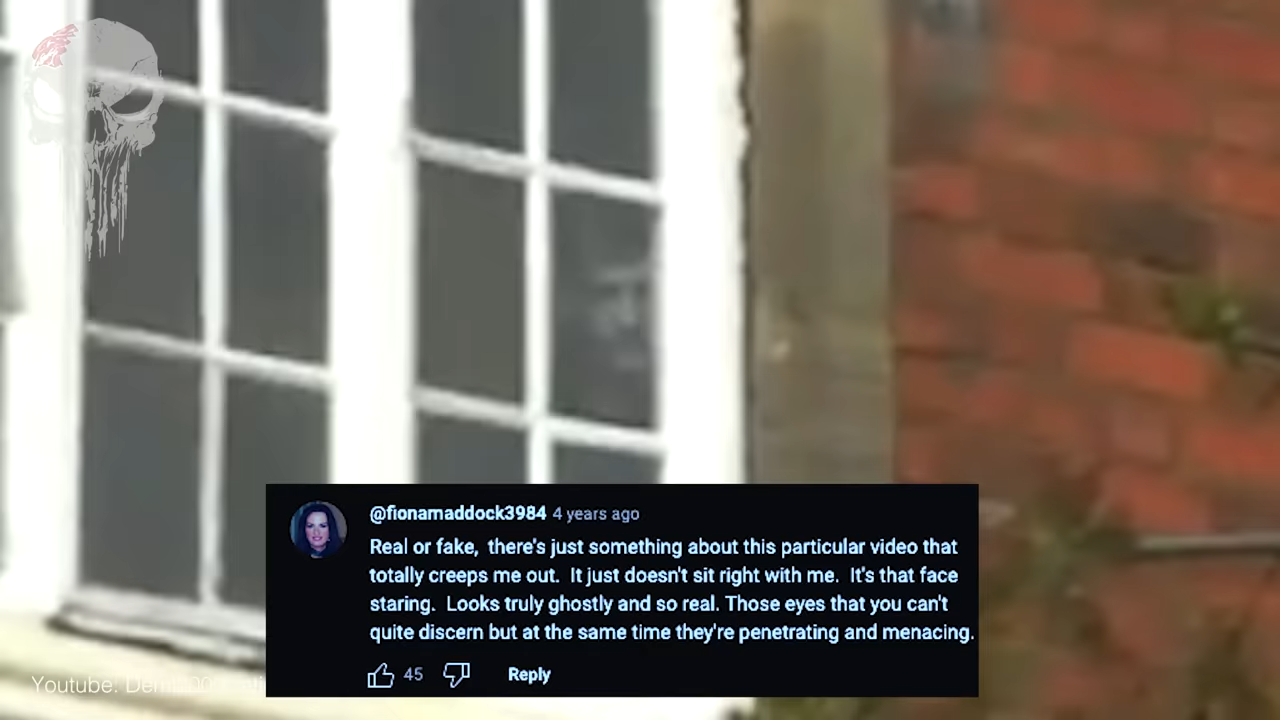 @fionamaddock3984 4 years ago
Real or fake, there's just something about this particular video that
totally creeps me out. It just doesn't sit right with me. It's that face
staring. Looks truly ghostly and so real. Those eyes that you can't
quite discern but at the same time they're penetrating and menacing.
45 Reply
Youtube: